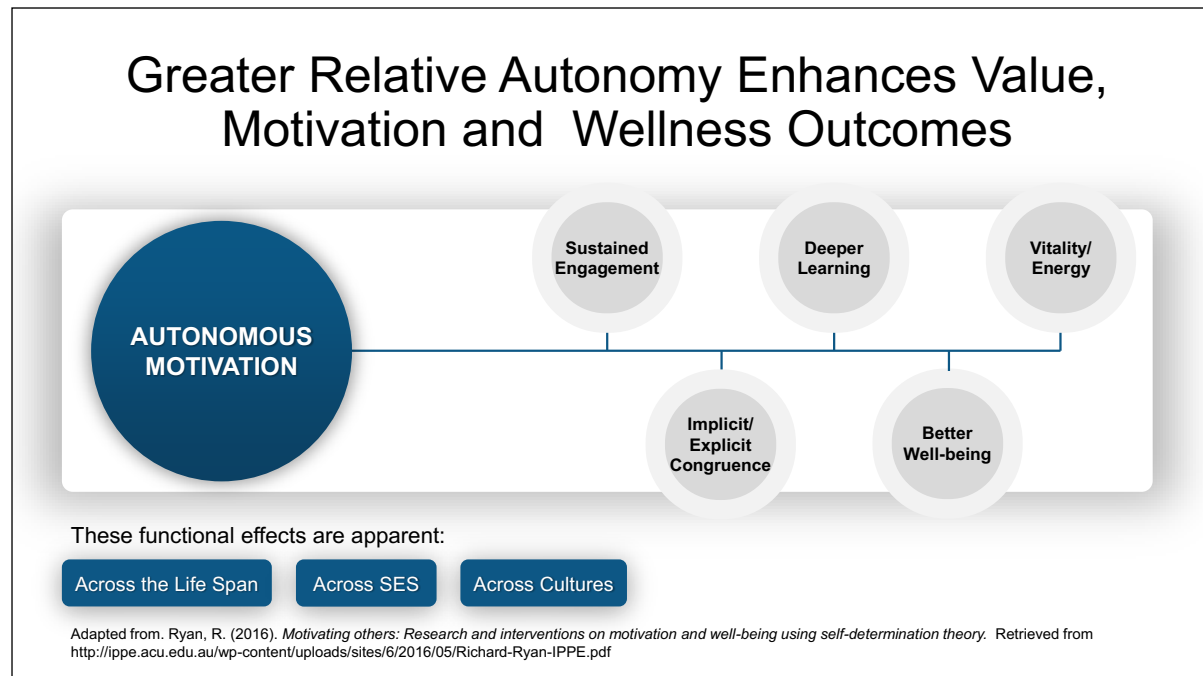 Greater Relative Autonomy Enhances Value,
Motivation and  Wellness Outcomes
AUTONOMOUS
MOTIVATION
Sustained
Engagement
Implicit/
Explicit
Congruence
Deeper
Learning
Better
Well-being
Vitality/
Energy
These functional effects are apparent:
Across the Life Span
Across SES
Across Cultures
Adapted from. Ryan, R. (2016). Motivating others: Research and interventions on motivation and well-being using self-determination theory.  Retrieved from
http://ippe.acu.edu.au/wp-content/uploads/sites/6/2016/05/Richard-Ryan-IPPE.pdf